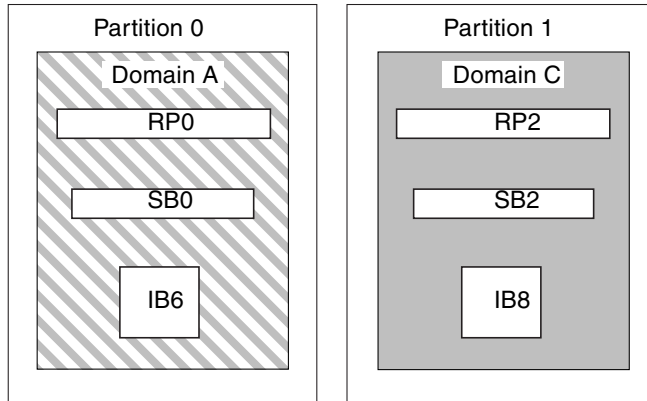 Partition 0
Domain A
RP0
SB0
IB6
Partition 1
Domain C
RP2
SB2
IB8